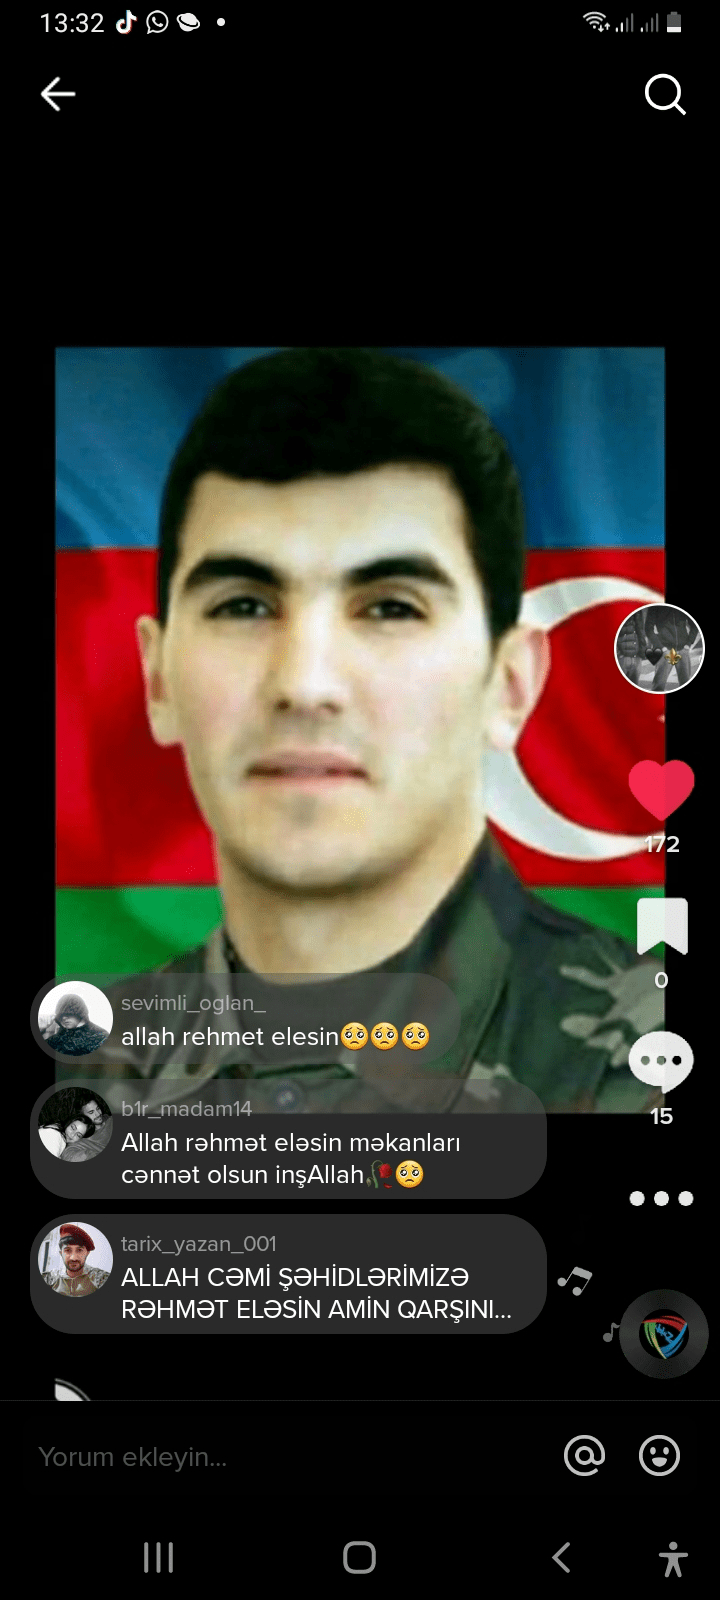 13:32
172
0
sevimli_oglan_
allah rehmet elesin🥺🥺🥺
b1r_madam14
Allah rəhmət eləsin məkanları
cənnət olsun inşAllah🥀🥺
15
tarix_yazan_001
ALLAH CƏMİ ŞƏHİDLƏRİMİZƏ
RƏHMƏT ELƏSİN AMİN QARŞINI...
Yorum ekleyin...